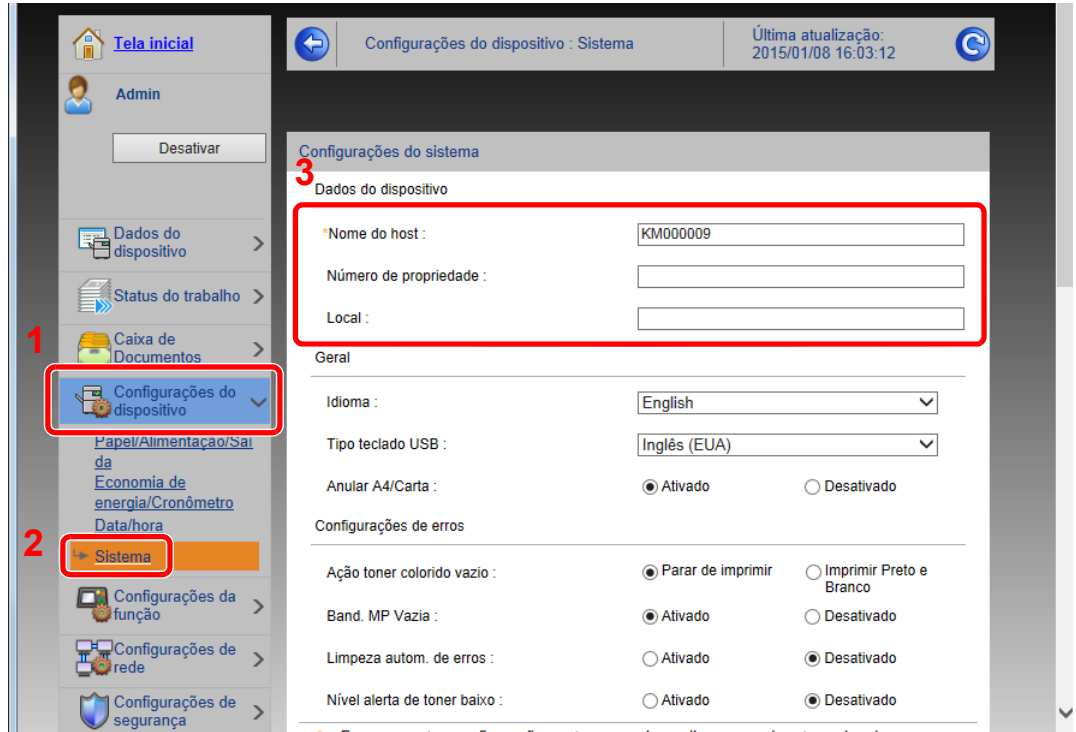 Tela inicial
Configurações do dispositivo : Sistema
Última atualização:
2015/01/08 16:03:12
Admin
Desativar
Dados do
dispositivo
Status do trabalho
1
Caixa de
Documentos
Configurações do
dispositivo
Papel/Alimentação/Saí
da
Economia de
energia/Cronômetro
Data/hora
2
Sistema
Configurações da
função
Configurações de
rede
Configurações de
segurança
Configurações do sistema
3
Dados do dispositivo
*Nome do host : KM000009
Número de propriedade :
Local :
Geral
Idioma : English
Tipo teclado USB : Inglês (EUA)
Anular A4/Carta : Ativado Desativado
Configurações de erros
Ação toner colorido vazio : Parar de imprimir Imprimir Preto e
Branco
Band. MP Vazia : Ativado Desativado
Limpeza autom. de erros : Ativado Desativado
Nível alerta de toner baixo : Ativado Desativado